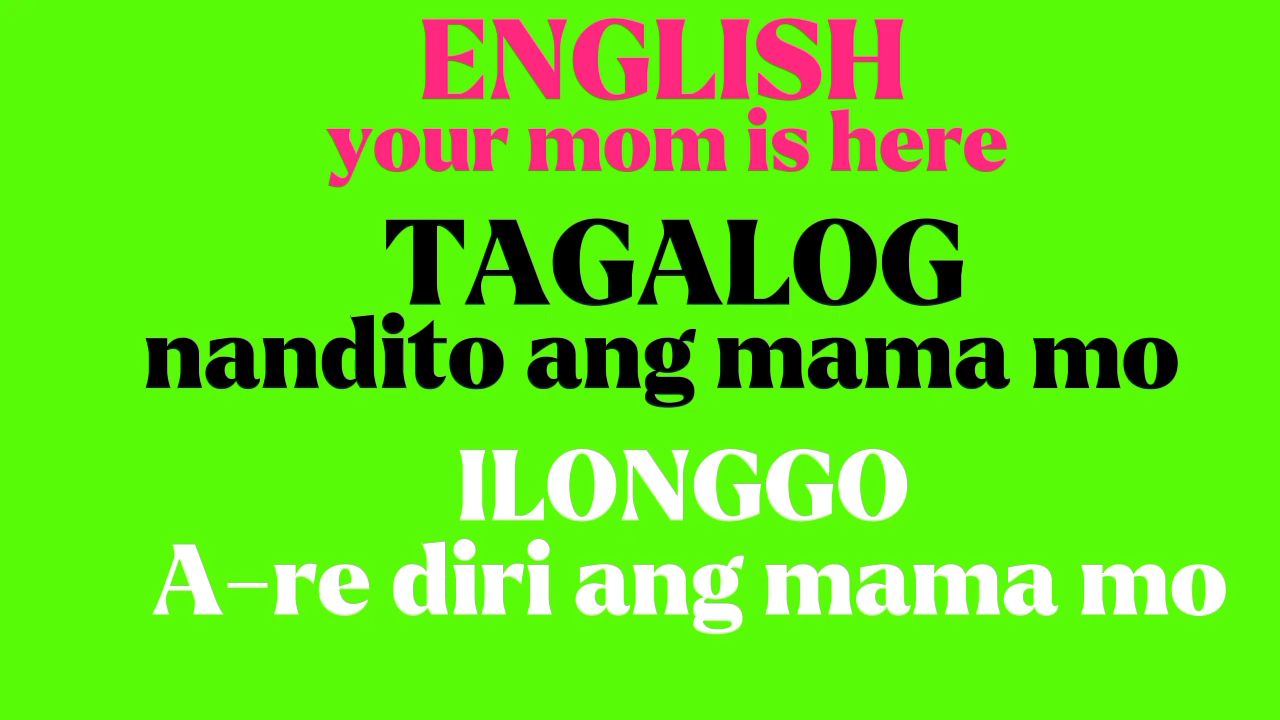 ENGLISH
your mom is here
TAGALOG
nandito ang mama mo
ILONGGO
A-re diri ang mama mo